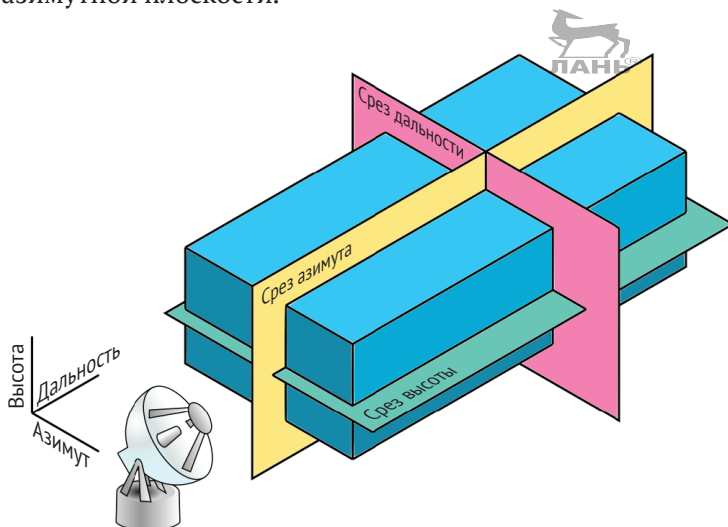 азимутной плоскости.
ЛАНЬ®
Срез дальности
Срез азимута
Срез высоты
Высота
Дальность
Азимут